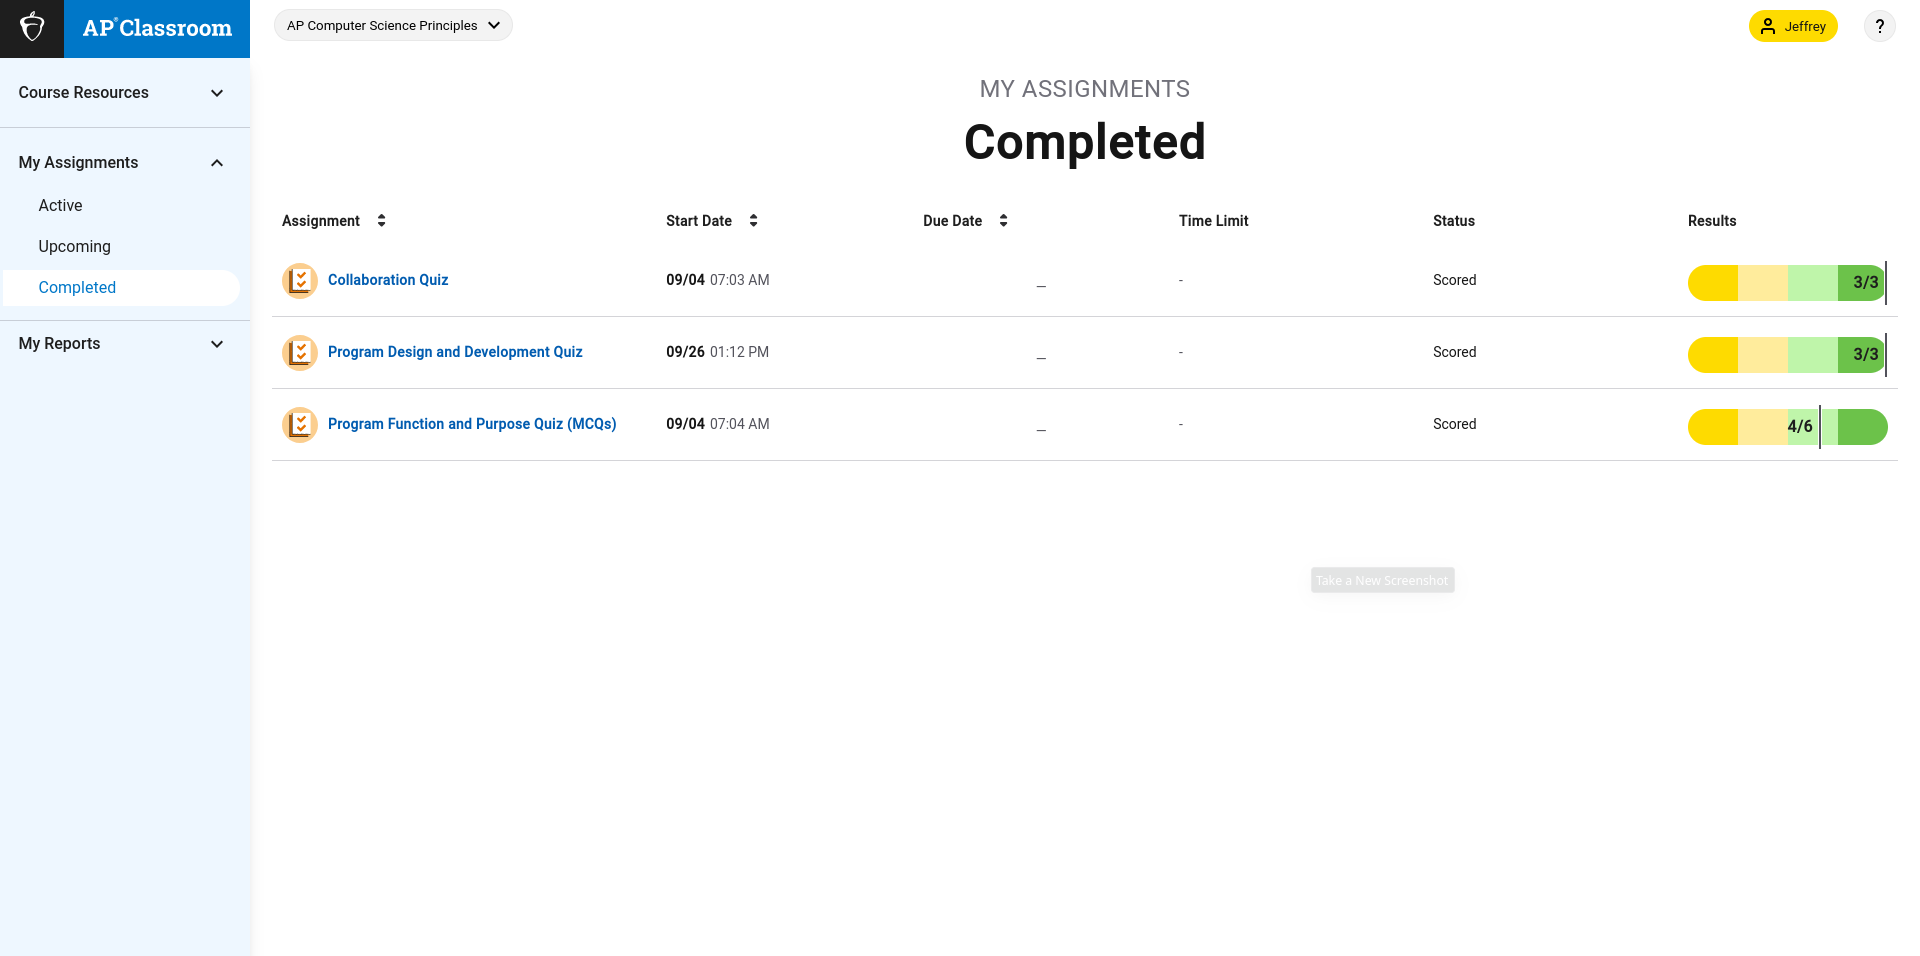 AP® Classroom
AP Computer Science Principles
Jeffrey
?
Course Resources
My Assignments
Active
Upcoming
Completed
My Reports
MY ASSIGNMENTS
Completed
Assignment Start Date Due Date Time Limit Status Results
Collaboration Quiz 09/04 07:03 AM _ - Scored 3/3
Program Design and Development Quiz 09/26 01:12 PM _ - Scored 3/3
Program Function and Purpose Quiz (MCQs) 09/04 07:04 AM _ - Scored 4/6
Take a New Screenshot